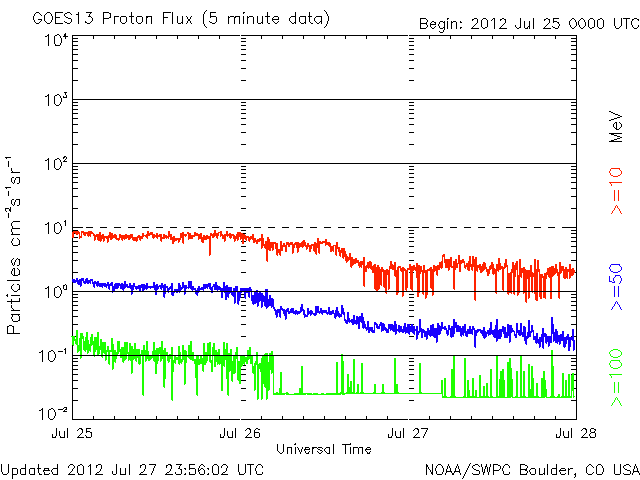 GOES13 Proton Flux (5 minute data)
Begin: 2012 Jul 25 0000 UTC
Particles cm⁻²s⁻¹sr⁻¹
10⁴
10³
10²
10¹
10⁰
10⁻¹
10⁻²
Jul 25 Jul 26 Jul 27 Jul 28
Universal Time
MeV
>=10
>=50
>=100
Updated 2012 Jul 27 23:56:02 UTC
NOAA/SWPC Boulder, CO USA